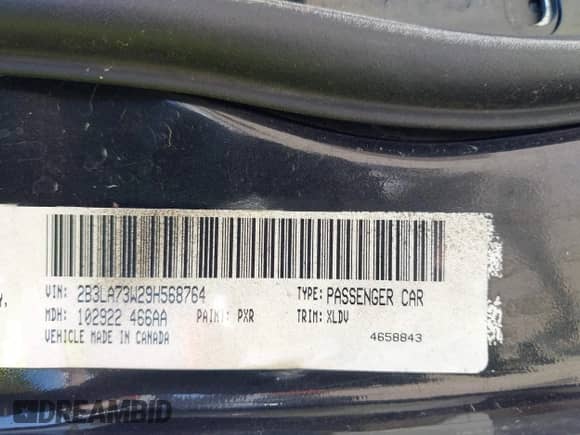 Y,
VIN: 2B3LA73W29H568764 TYPE: PASSENGER CAR
MDH: 102922 466AA PAINT: PXR TRIM: XLDV
VEHICLE MADE IN CANADA 4658843
DREAMBID